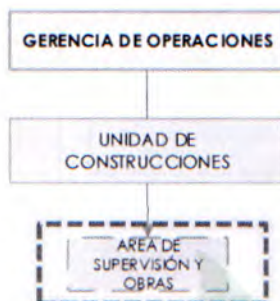 GERENCIA DE OPERACIONES
UNIDAD DE
CONSTRUCCIONES
AREA DE
SUPERVISIÓN Y
OBRAS